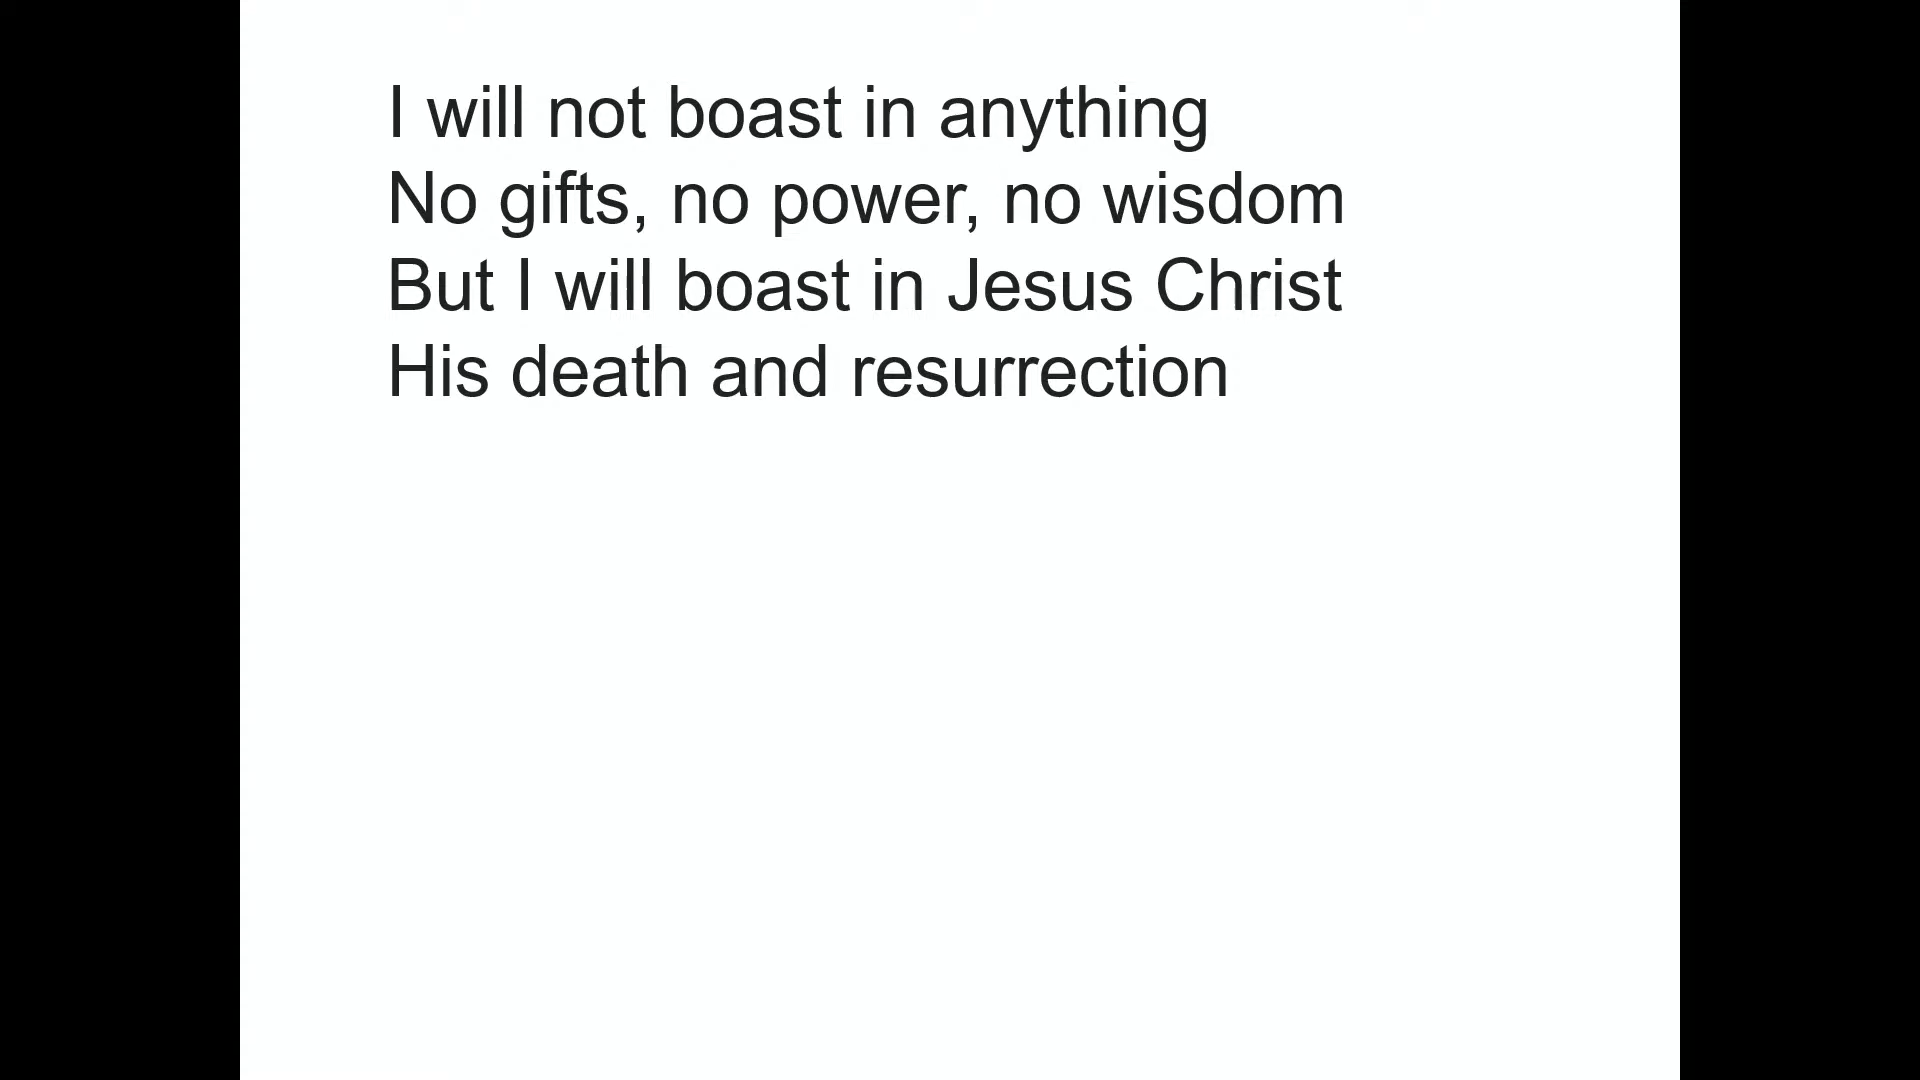 I will not boast in anything
No gifts, no power, no wisdom
But I will boast in Jesus Christ
His death and resurrection